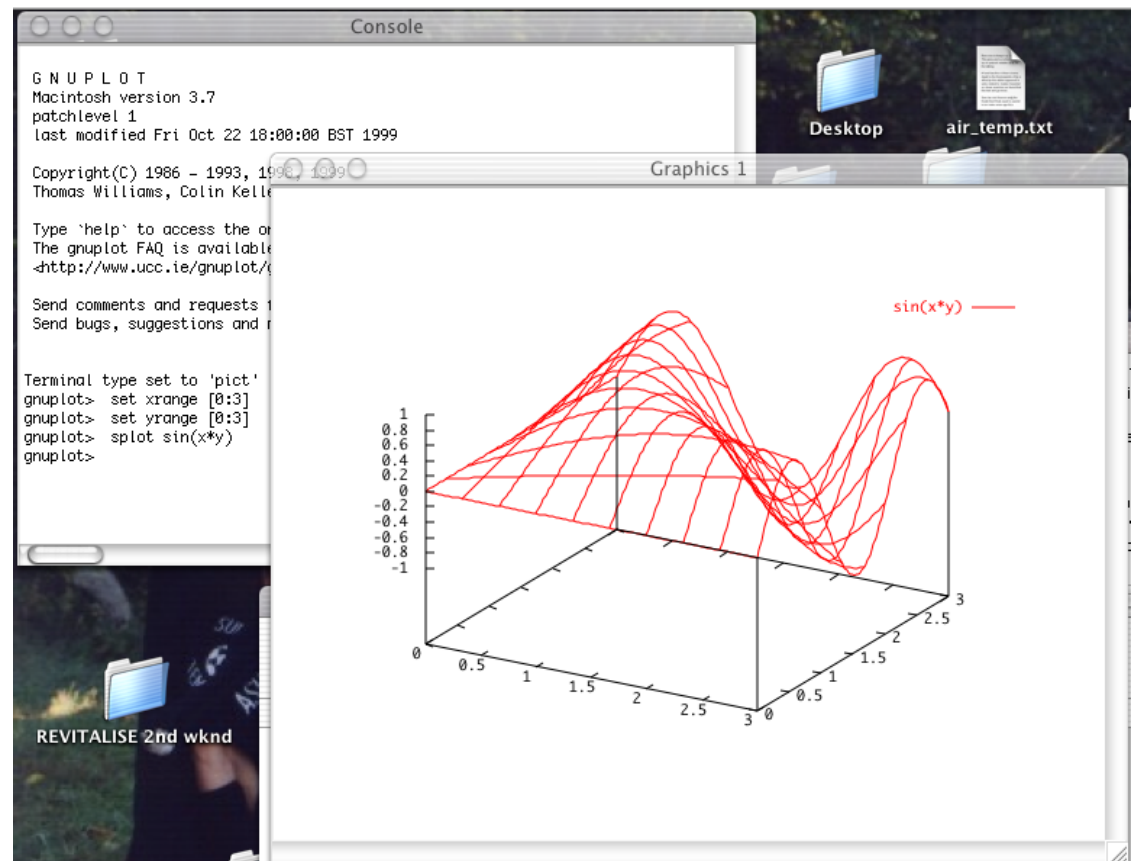 Console
G N U P L O T
Macintosh version 3.7
patchlevel 1
last modified Fri Oct 22 18:00:00 BST 1999
Copyright(C) 1986 - 1993, 1998, 1999
Thomas Williams, Colin
Type `help` to access the
The gnuplot FAQ is
<http://www.ucc.ie/gnuplot/
Send comments and requests
Send bugs, suggestions and
Terminal type set to 'pict'
gnuplot> set xrange [0:3]
gnuplot> set yrange [0:3]
gnuplot> splot sin(x*y)
gnuplot>
Desktop
air_temp.txt
Graphics 1
sin(x*y)
1
0.8
0.6
0.4
0.2
0
-0.2
-0.4
-0.6
-0.8
-1
0
0.5
1
1.5
2
2.5
3
0
0.5
1
1.5
2
2.5
3
REVITALISE 2nd wknd